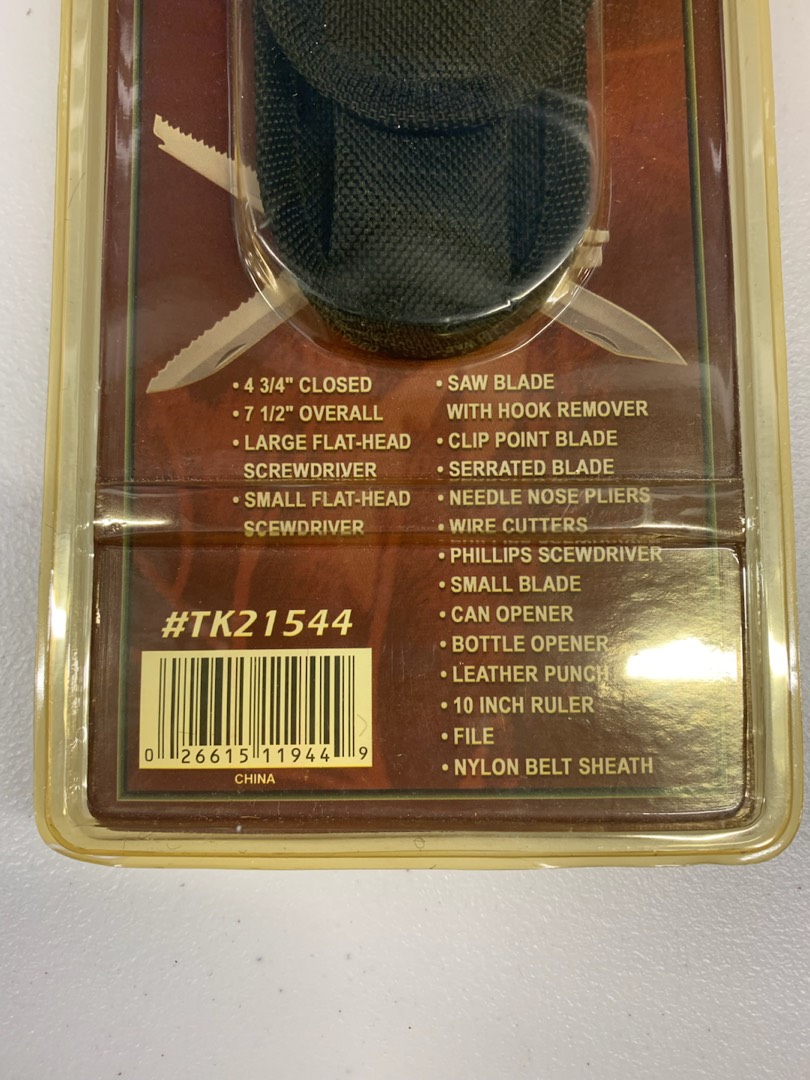 • 4 3/4" CLOSED
• 7 1/2" OVERALL
• LARGE FLAT-HEAD
SCREWDRIVER
• SMALL FLAT-HEAD
SCEWDRIVER
• SAW BLADE
WITH HOOK REMOVER
• CLIP POINT BLADE
• SERRATED BLADE
• NEEDLE NOSE PLIERS
• WIRE CUTTERS
• PHILLIPS SCEWDRIVER
• SMALL BLADE
• CAN OPENER
• BOTTLE OPENER
• LEATHER PUNCH
• 10 INCH RULER
• FILE
• NYLON BELT SHEATH
#TK21544
0 26615 11944 9
CHINA